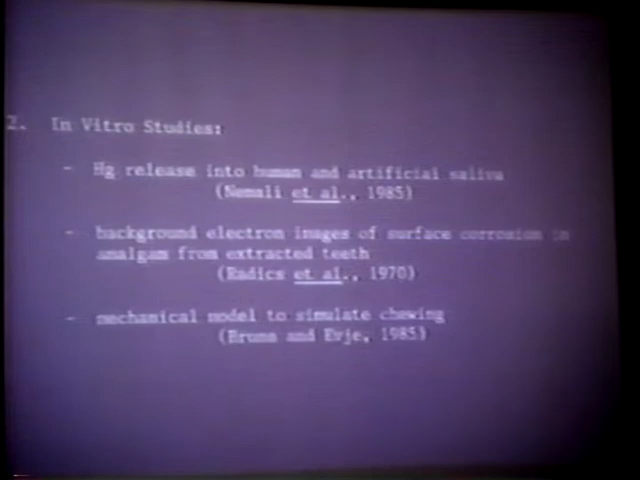 2. In Vitro Studies:
- Hg release into human and artificial saliva
(Nemali et al., 1985)
- background electron images of surface corrosion in
amalgam from extracted teeth
(Radics et al., 1970)
- mechanical model to simulate chewing
(Bruns and Evje, 1985)